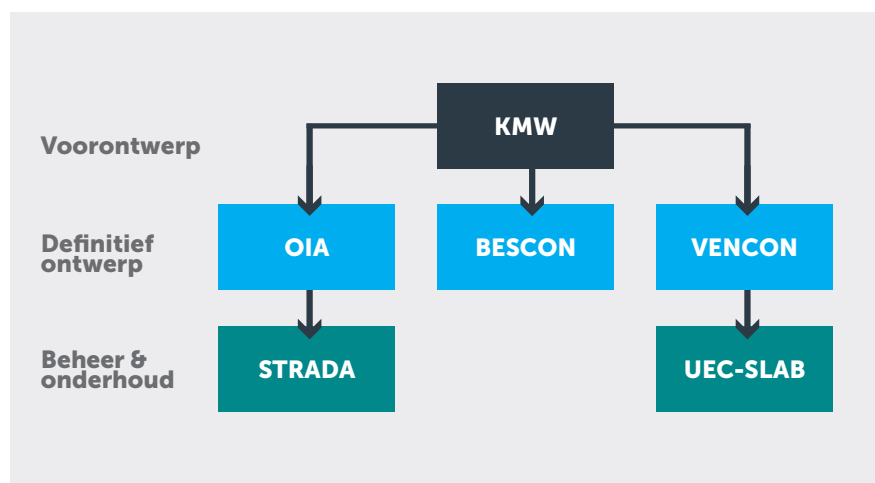 KMW
Voorontwerp
Definitief
ontwerp
OIA
BESCON
VENCON
Beheer &
onderhoud
STRADA
UEC-SLAB